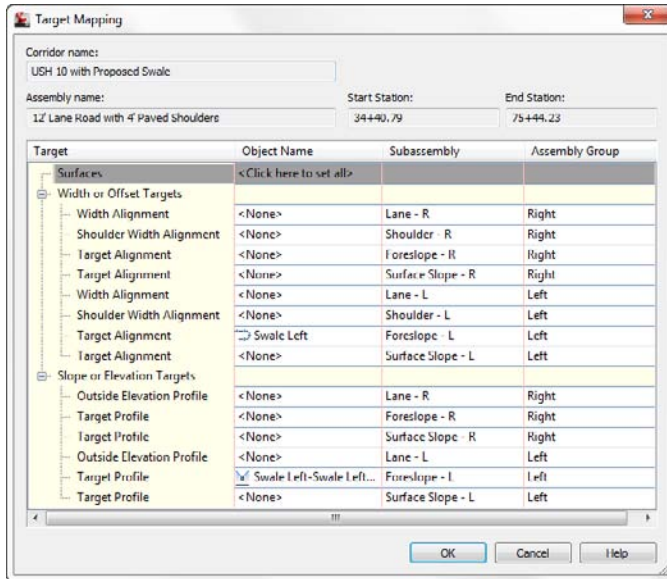 Target Mapping
Corridor name:
USH 10 with Proposed Swale
Assembly name: Start Station: End Station:
12' Lane Road with 4' Paved Shoulders 34+40.79 75+44.23
Target Object Name Subassembly Assembly Group
Surfaces <Click here to set all>
Width or Offset Targets
Width Alignment <None> Lane - R Right
Shoulder Width Alignment <None> Shoulder - R Right
Target Alignment <None> Foreslope - R Right
Target Alignment <None> Surface Slope - R Right
Width Alignment <None> Lane - L Left
Shoulder Width Alignment <None> Shoulder - L Left
Target Alignment Swale Left Foreslope - L Left
Target Alignment <None> Surface Slope - L Left
Slope or Elevation Targets
Outside Elevation Profile <None> Lane - R Right
Target Profile <None> Foreslope - R Right
Target Profile <None> Surface Slope - R Right
Outside Elevation Profile <None> Lane - L Left
Target Profile Swale Left-Swale Left... Foreslope - L Left
Target Profile <None> Surface Slope - L Left
OK Cancel Help